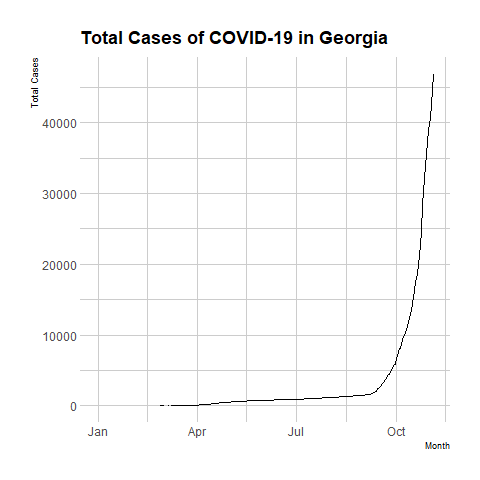 Total Cases of COVID-19 in Georgia
Total Cases
40000
30000
20000
10000
0
Jan Apr Jul Oct
Month